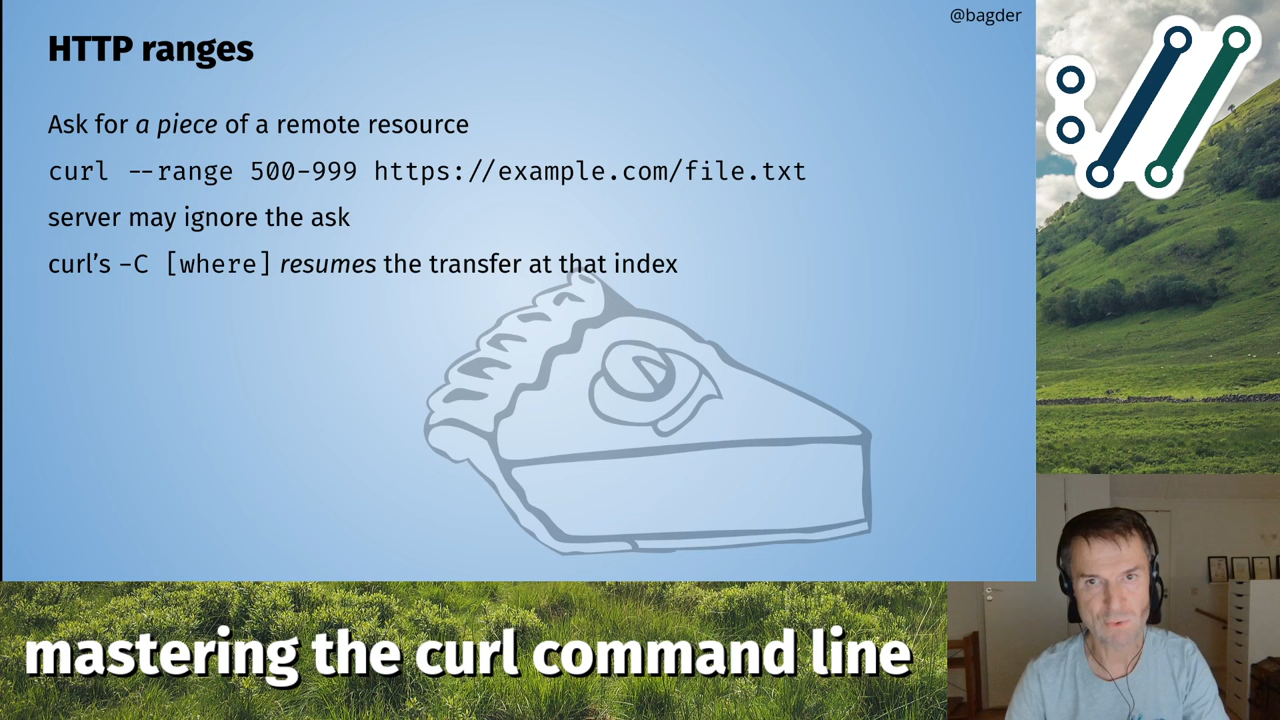 @bagder
HTTP ranges
Ask for a piece of a remote resource
curl --range 500-999 https://example.com/file.txt
server may ignore the ask
curl’s -C [where] resumes the transfer at that index
mastering the curl command line